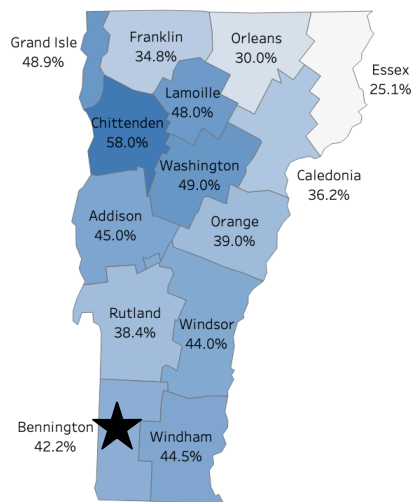 Grand Isle
48.9%
Franklin
34.8%
Orleans
30.0%
Essex
25.1%
Lamoille
48.0%
Chittenden
58.0%
Washington
49.0%
Caledonia
36.2%
Addison
45.0%
Orange
39.0%
Rutland
38.4%
Windsor
44.0%
Bennington
42.2%
Windham
44.5%